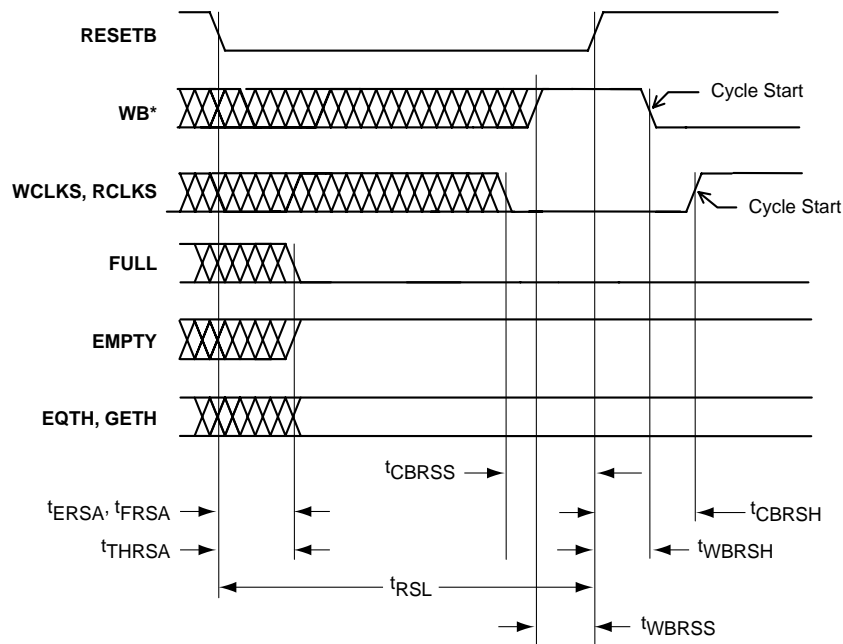 RESETB
WB*
Cycle Start
WCLKS, RCLKS
Cycle Start
FULL
EMPTY
EQTH, GETH
tCBRSS
tERSA, tFRSA
tCBRSH
tTHRSA
tWBRSH
tRSL
tWBRSS